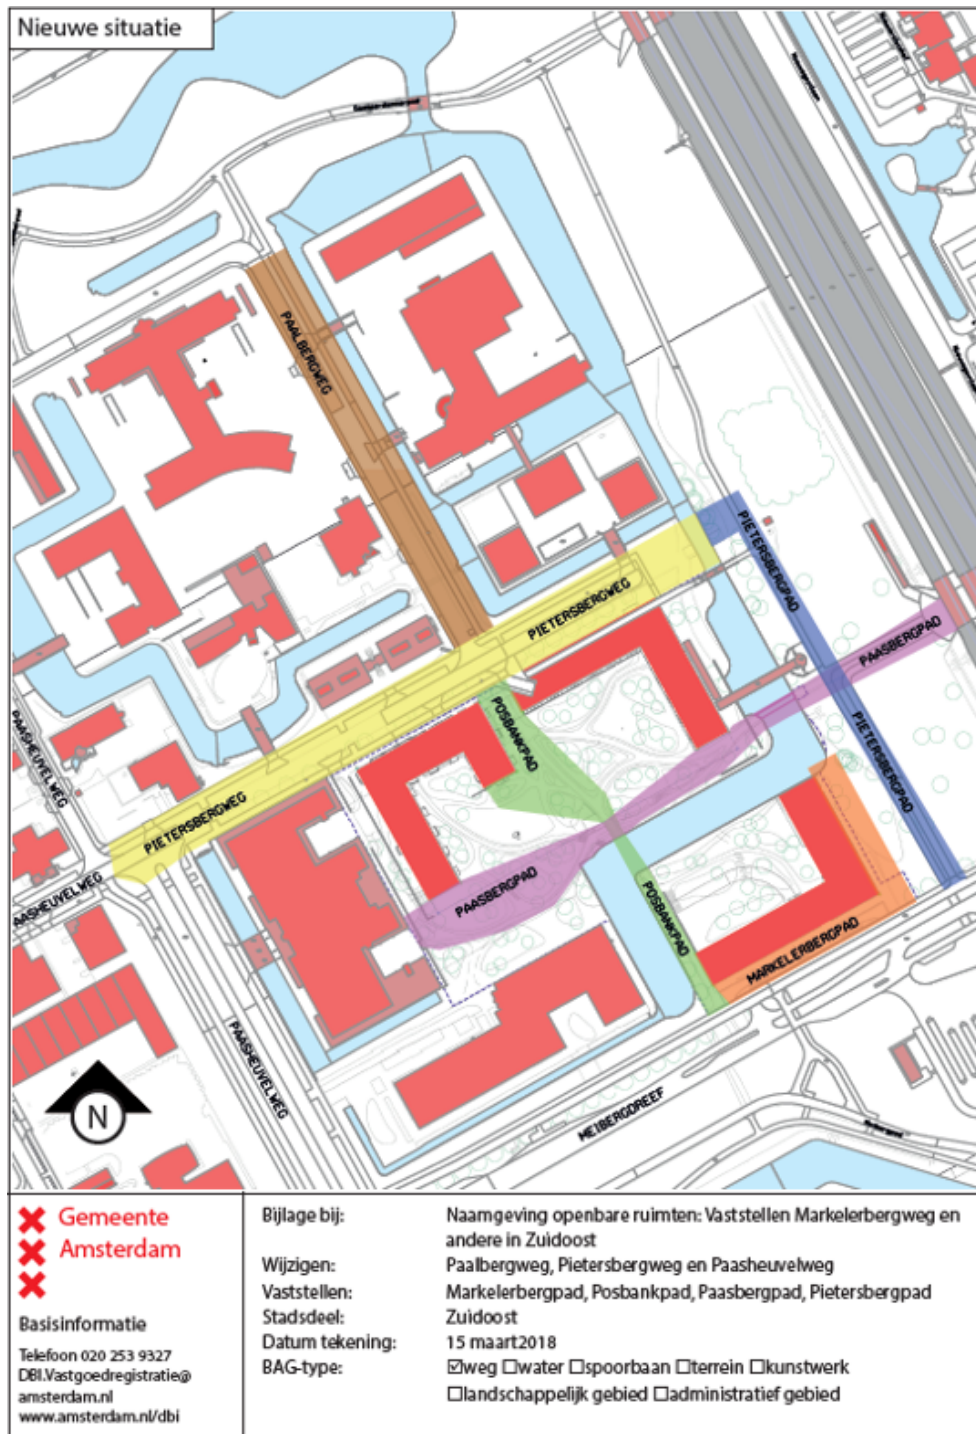 Nieuwe situatie
PAALBERGWEG
PIETERSBERGWEG
PIETERSBERGPAD
PAASBERGPAD
POSBANKPAD
PIETERSBERGPAD
PAASHEUVELWEG
PIETERSBERGWEG
AASHEUVELWEG
PAASBERGPAD
POSBANKPAD
MARKELERBERGPAD
PAASHEUVELWEG
MEIBERGDREEF
N
Gemeente
Amsterdam
Basisinformatie
Telefoon 020 253 9327
DBI.Vastgoedregistratie@
amsterdam.nl
www.amsterdam.nl/dbi
Bijlage bij: Naamgeving openbare ruimten: Vaststellen Markelerbergweg en
andere in Zuidoost
Wijzigen: Paalbergweg, Pietersbergweg en Paasheuvelweg
Vaststellen: Markelerbergpad, Posbankpad, Paasbergpad, Pietersbergpad
Stadsdeel: Zuidoost
Datum tekening: 15 maart2018
BAG-type: ☑weg ☐water ☐spoorbaan ☐terrein ☐kunstwerk
☐landschappelijk gebied ☐administratief gebied